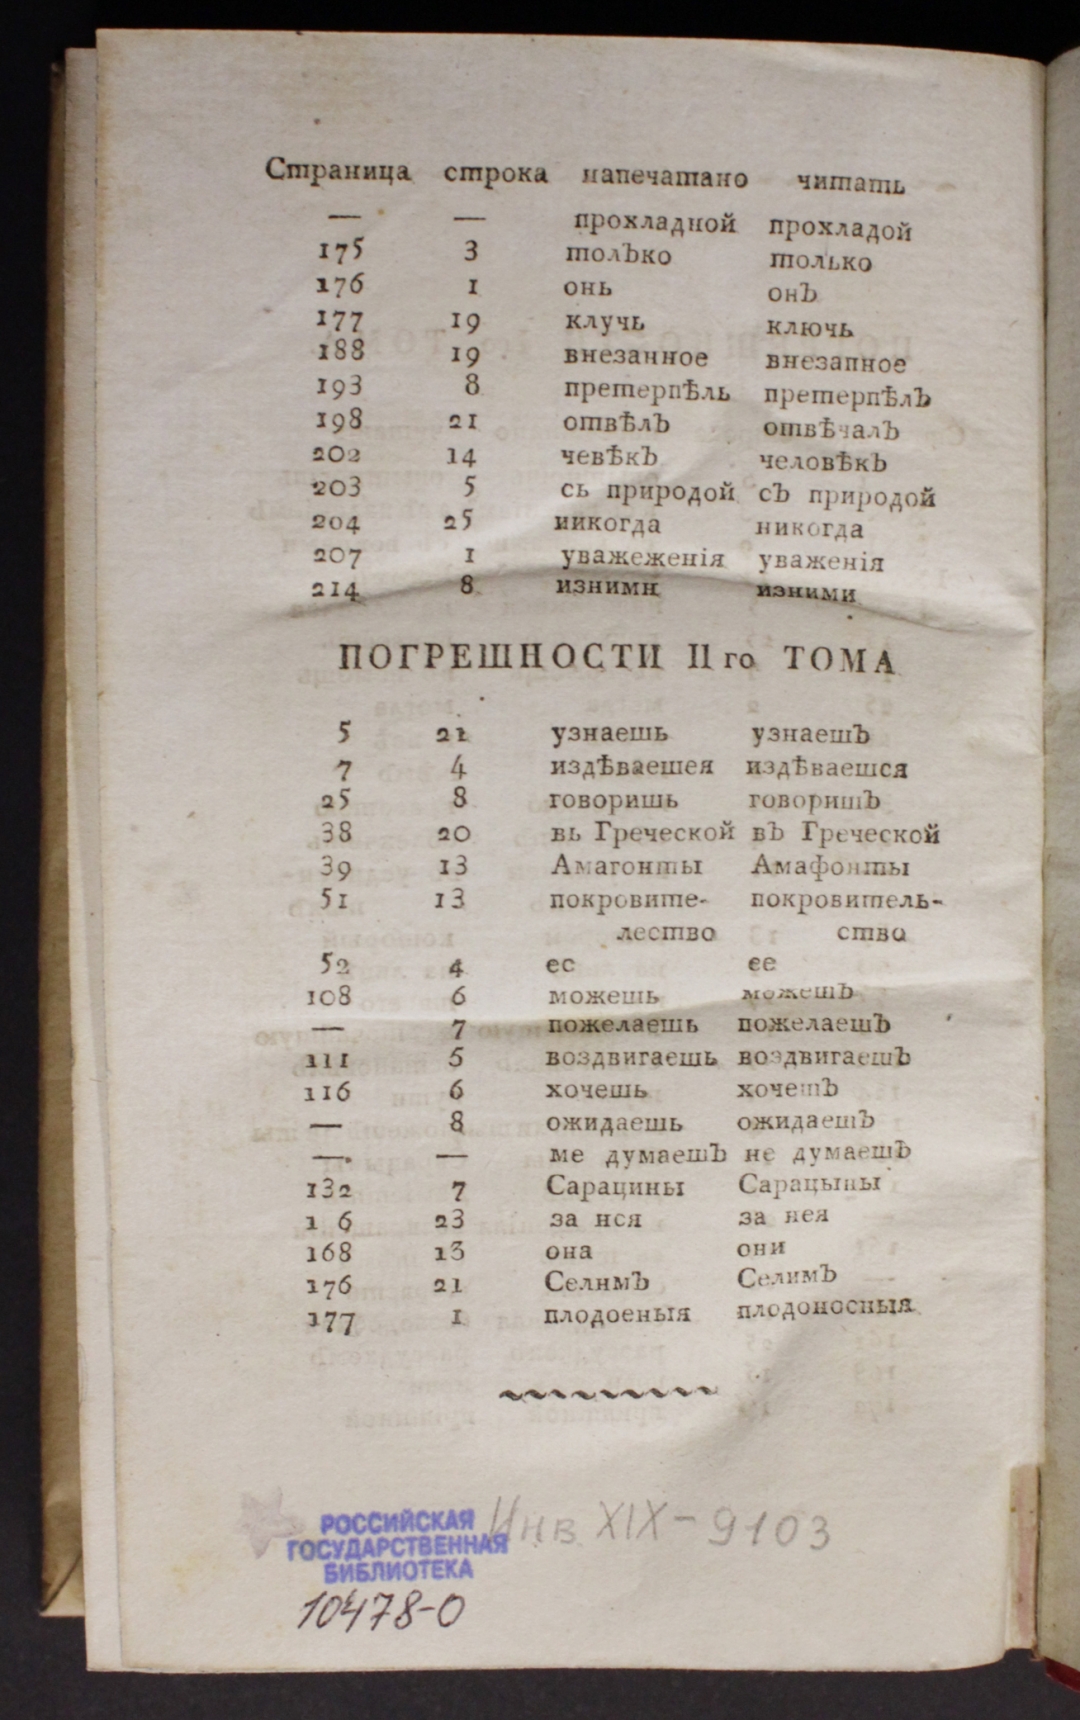 Страница строка напечатано читать
— — прохладной прохладой
175 3 толЪко только
176 1 онь онЪ
177 19 клучь ключь
188 19 внезанное внезапное
193 8 претерпѣль претерпѣлЪ
198 21 отвѣлЪ отвѣчалЪ
202 14 чевѣкЪ человѣкЪ
203 5 сь природой сЪ природой
204 25 иикогда никогда
207 1 уважеженія уваженія
214 8 изнимн изними
ПОГРЕШНОСТИ II го ТОМА
5 21 узнаешь узнаешЪ
7 4 издѣваешея издѣваешся
25 8 говоришь говоришЪ
38 20 вь Греческой вЪ Греческой
39 13 Амагонты Амафонты
51 13 покровите- покровитель-
лество ства
52 4 ес ее
108 6 можешь можешЪ
— 7 пожелаешь пожелаешЪ
111 5 воздвигаешь воздвигаешЪ
116 6 хочешь хочешЪ
— 8 ожидаешь ожидаешЪ
— — ме думаешЪ не думаешЪ
132 7 Сарацины Сарацыны
1 6 23 за нся за нея
168 13 она они
176 21 СелнмЪ СелимЪ
177 1 плодоеныя плодоносныя
Инв XIX-9103
РОССИЙСКАЯ
ГОСУДАРСТВЕННАЯ
БИБЛИОТЕКА
10478-0